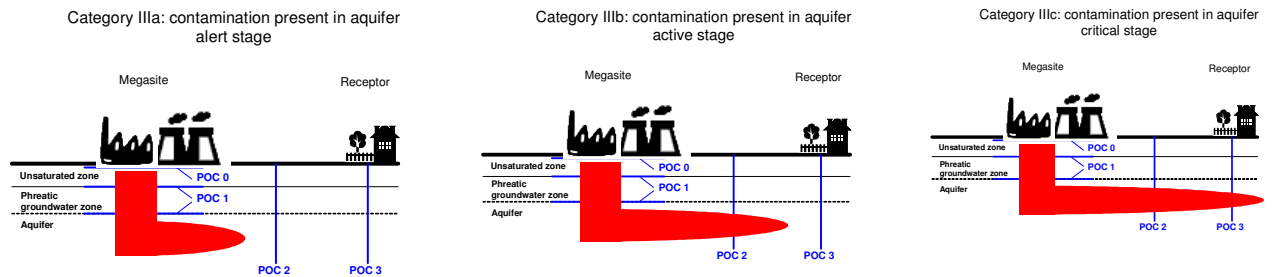 Category IIIa: contamination present in aquifer
alert stage
Megasite
Receptor
POC 0
Unsaturated zone
Phreatic
groundwater zone
POC 1
Aquifer
POC 2
POC 3
Category IIIb: contamination present in aquifer
active stage
Megasite
Receptor
Unsaturated zone
POC 0
Phreatic
groundwater zone
POC 1
Aquifer
POC 2
POC 3
Category IIIc: contamination present in aquifer
critical stage
Megasite
Receptor
Unsaturated zone
POC 0
Phreatic
groundwater zone
POC 1
Aquifer
POC 2
POC 3